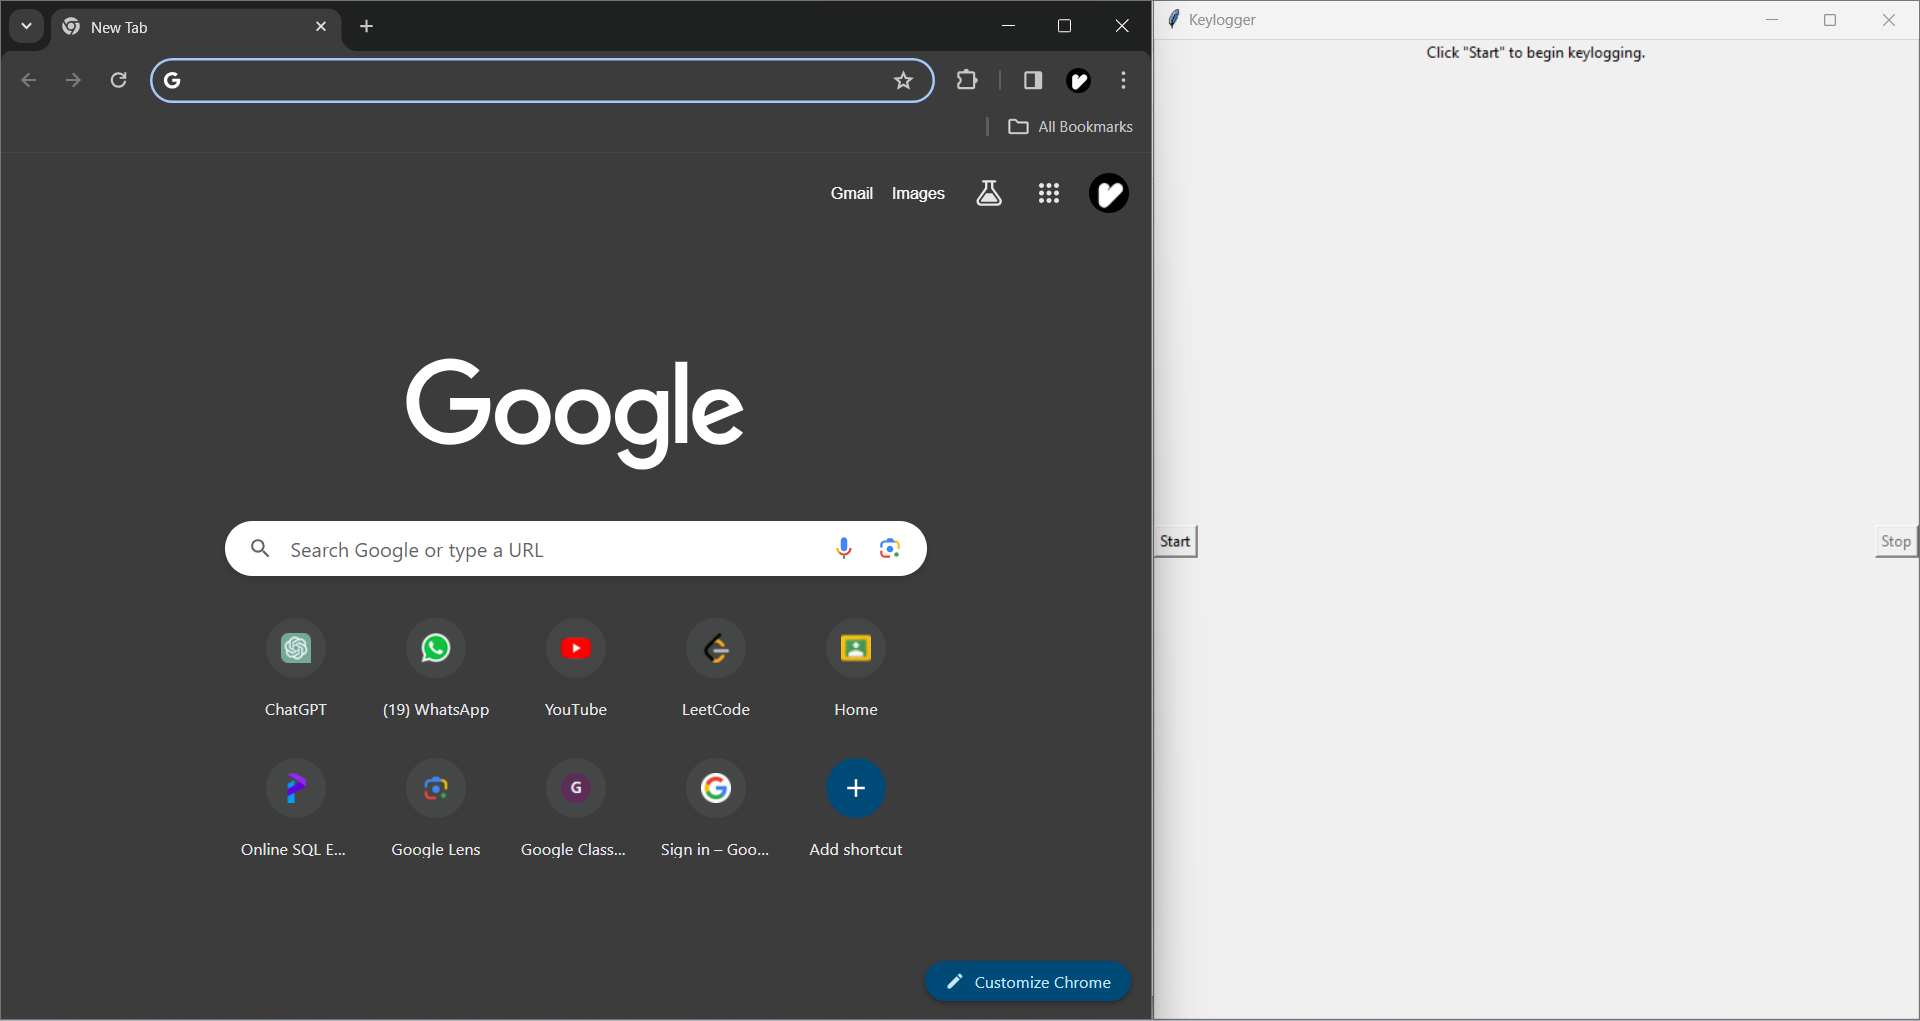 New Tab
All Bookmarks
Gmail Images
Google
Search Google or type a URL
ChatGPT
(19) WhatsApp
YouTube
LeetCode
Home
Online SQL E...
Google Lens
G
Google Class...
Sign in – Goo...
Add shortcut
Customize Chrome
Keylogger
Click "Start" to begin keylogging.
Start
Stop